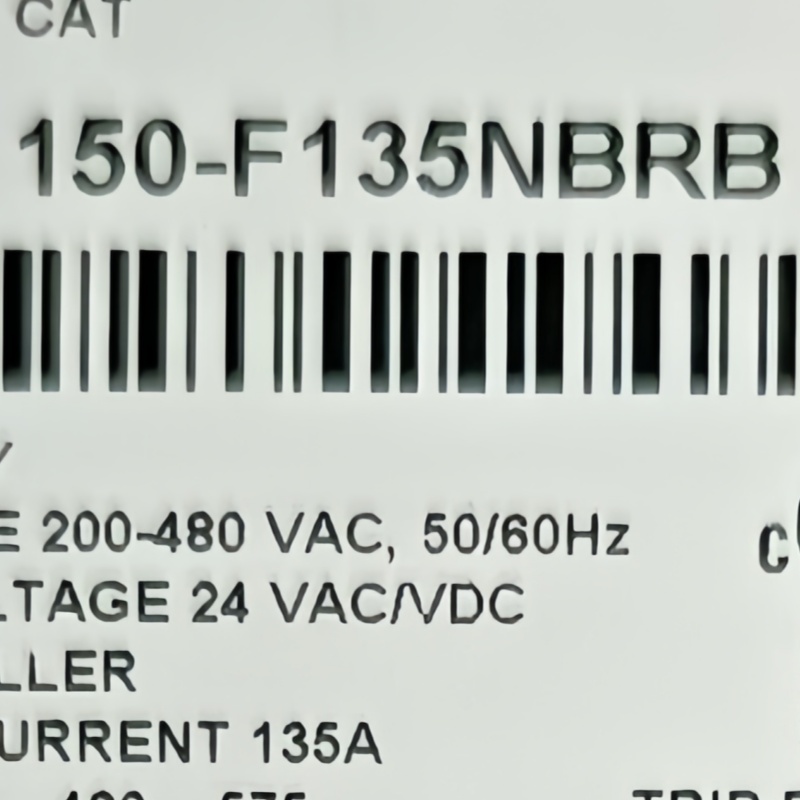 CAT
150-F135NBRB
E 200-480 VAC, 50/60Hz
LTAGE 24 VAC/VDC
LLER
URRENT 135A